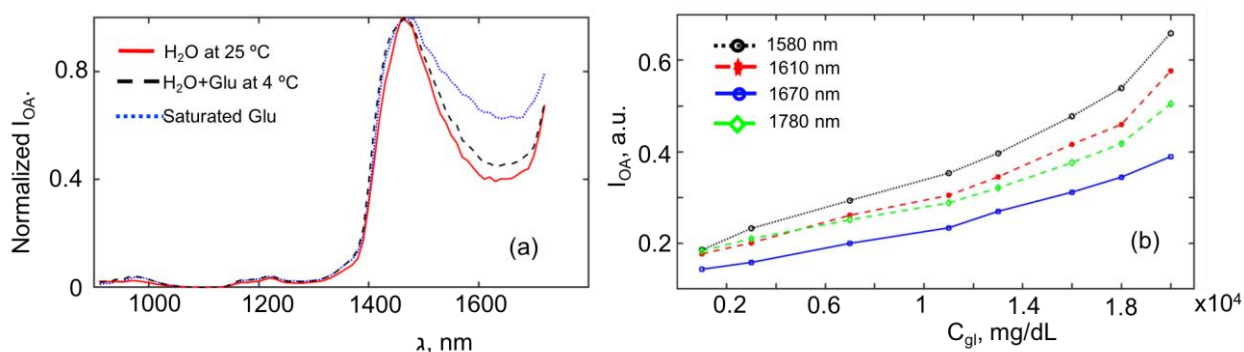 Normalized I_OA.
0.8
0.4
0
H₂O at 25 ºC
H₂O+Glu at 4 ºC
Saturated Glu
(a)
1000 1200 1400 1600
ג, nm
I_OA, a.u.
0.6
0.4
0.2
1580 nm
1610 nm
1670 nm
1780 nm
(b)
0.2 0.6 1.0 1.4 1.8 x10⁴
C_gl, mg/dL